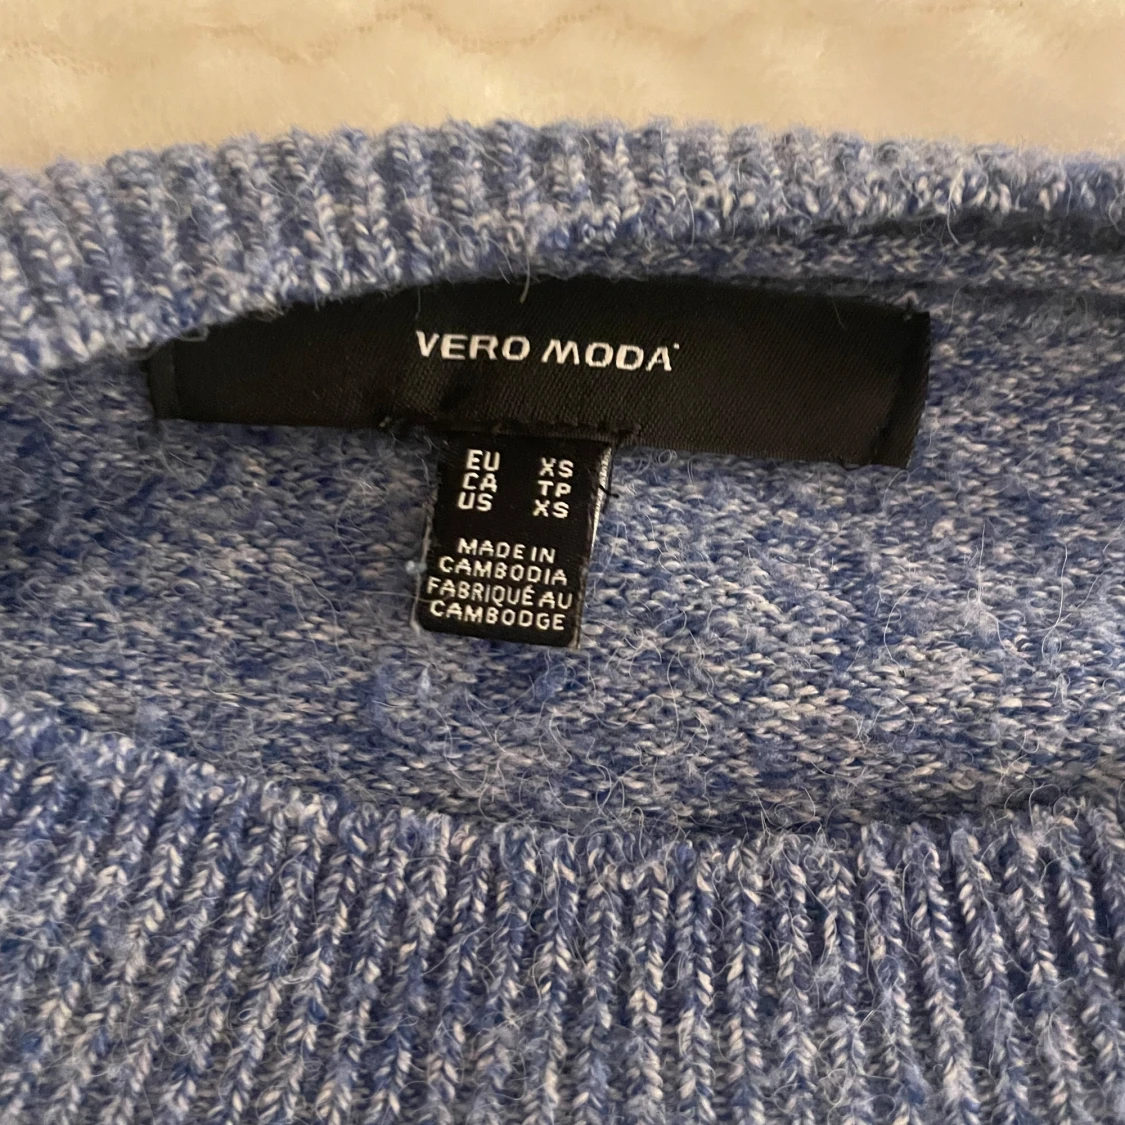 VERO MODA
EU XS
CA TP
US XS
MADE IN
CAMBODIA
FABRIQUÉ AU
CAMBODGE